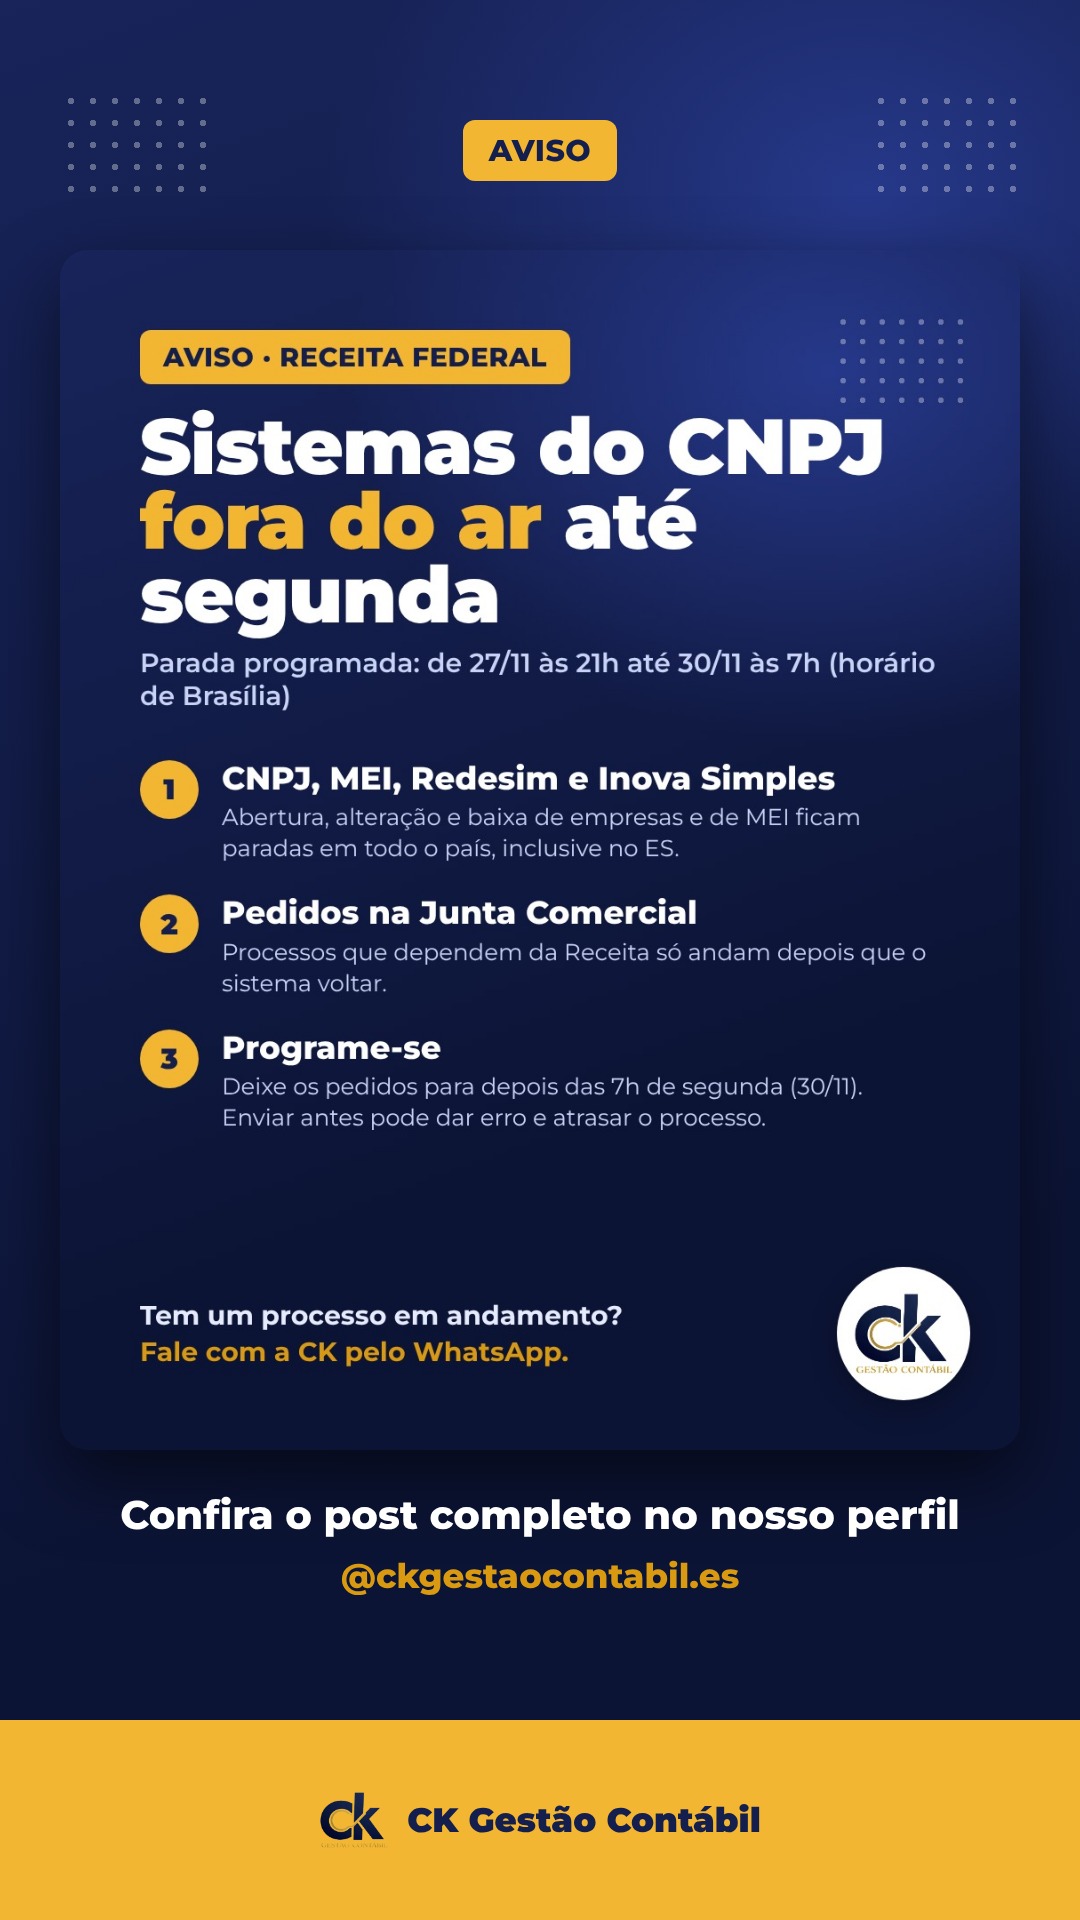 AVISO
AVISO • RECEITA FEDERAL
Sistemas do CNPJ
fora do ar até
segunda
Parada programada: de 27/11 às 21h até 30/11 às 7h (horário
de Brasília)
1
CNPJ, MEI, Redesim e Inova Simples
Abertura, alteração e baixa de empresas e de MEI ficam
paradas em todo o país, inclusive no ES.
2
Pedidos na Junta Comercial
Processos que dependem da Receita só andam depois que o
sistema voltar.
3
Programe-se
Deixe os pedidos para depois das 7h de segunda (30/11).
Enviar antes pode dar erro e atrasar o processo.
Tem um processo em andamento?
Fale com a CK pelo WhatsApp.
ck
GESTÃO CONTÁBIL
Confira o post completo no nosso perfil
@ckgestaocontabil.es
ck
GESTÃO CONTÁBIL
CK Gestão Contábil